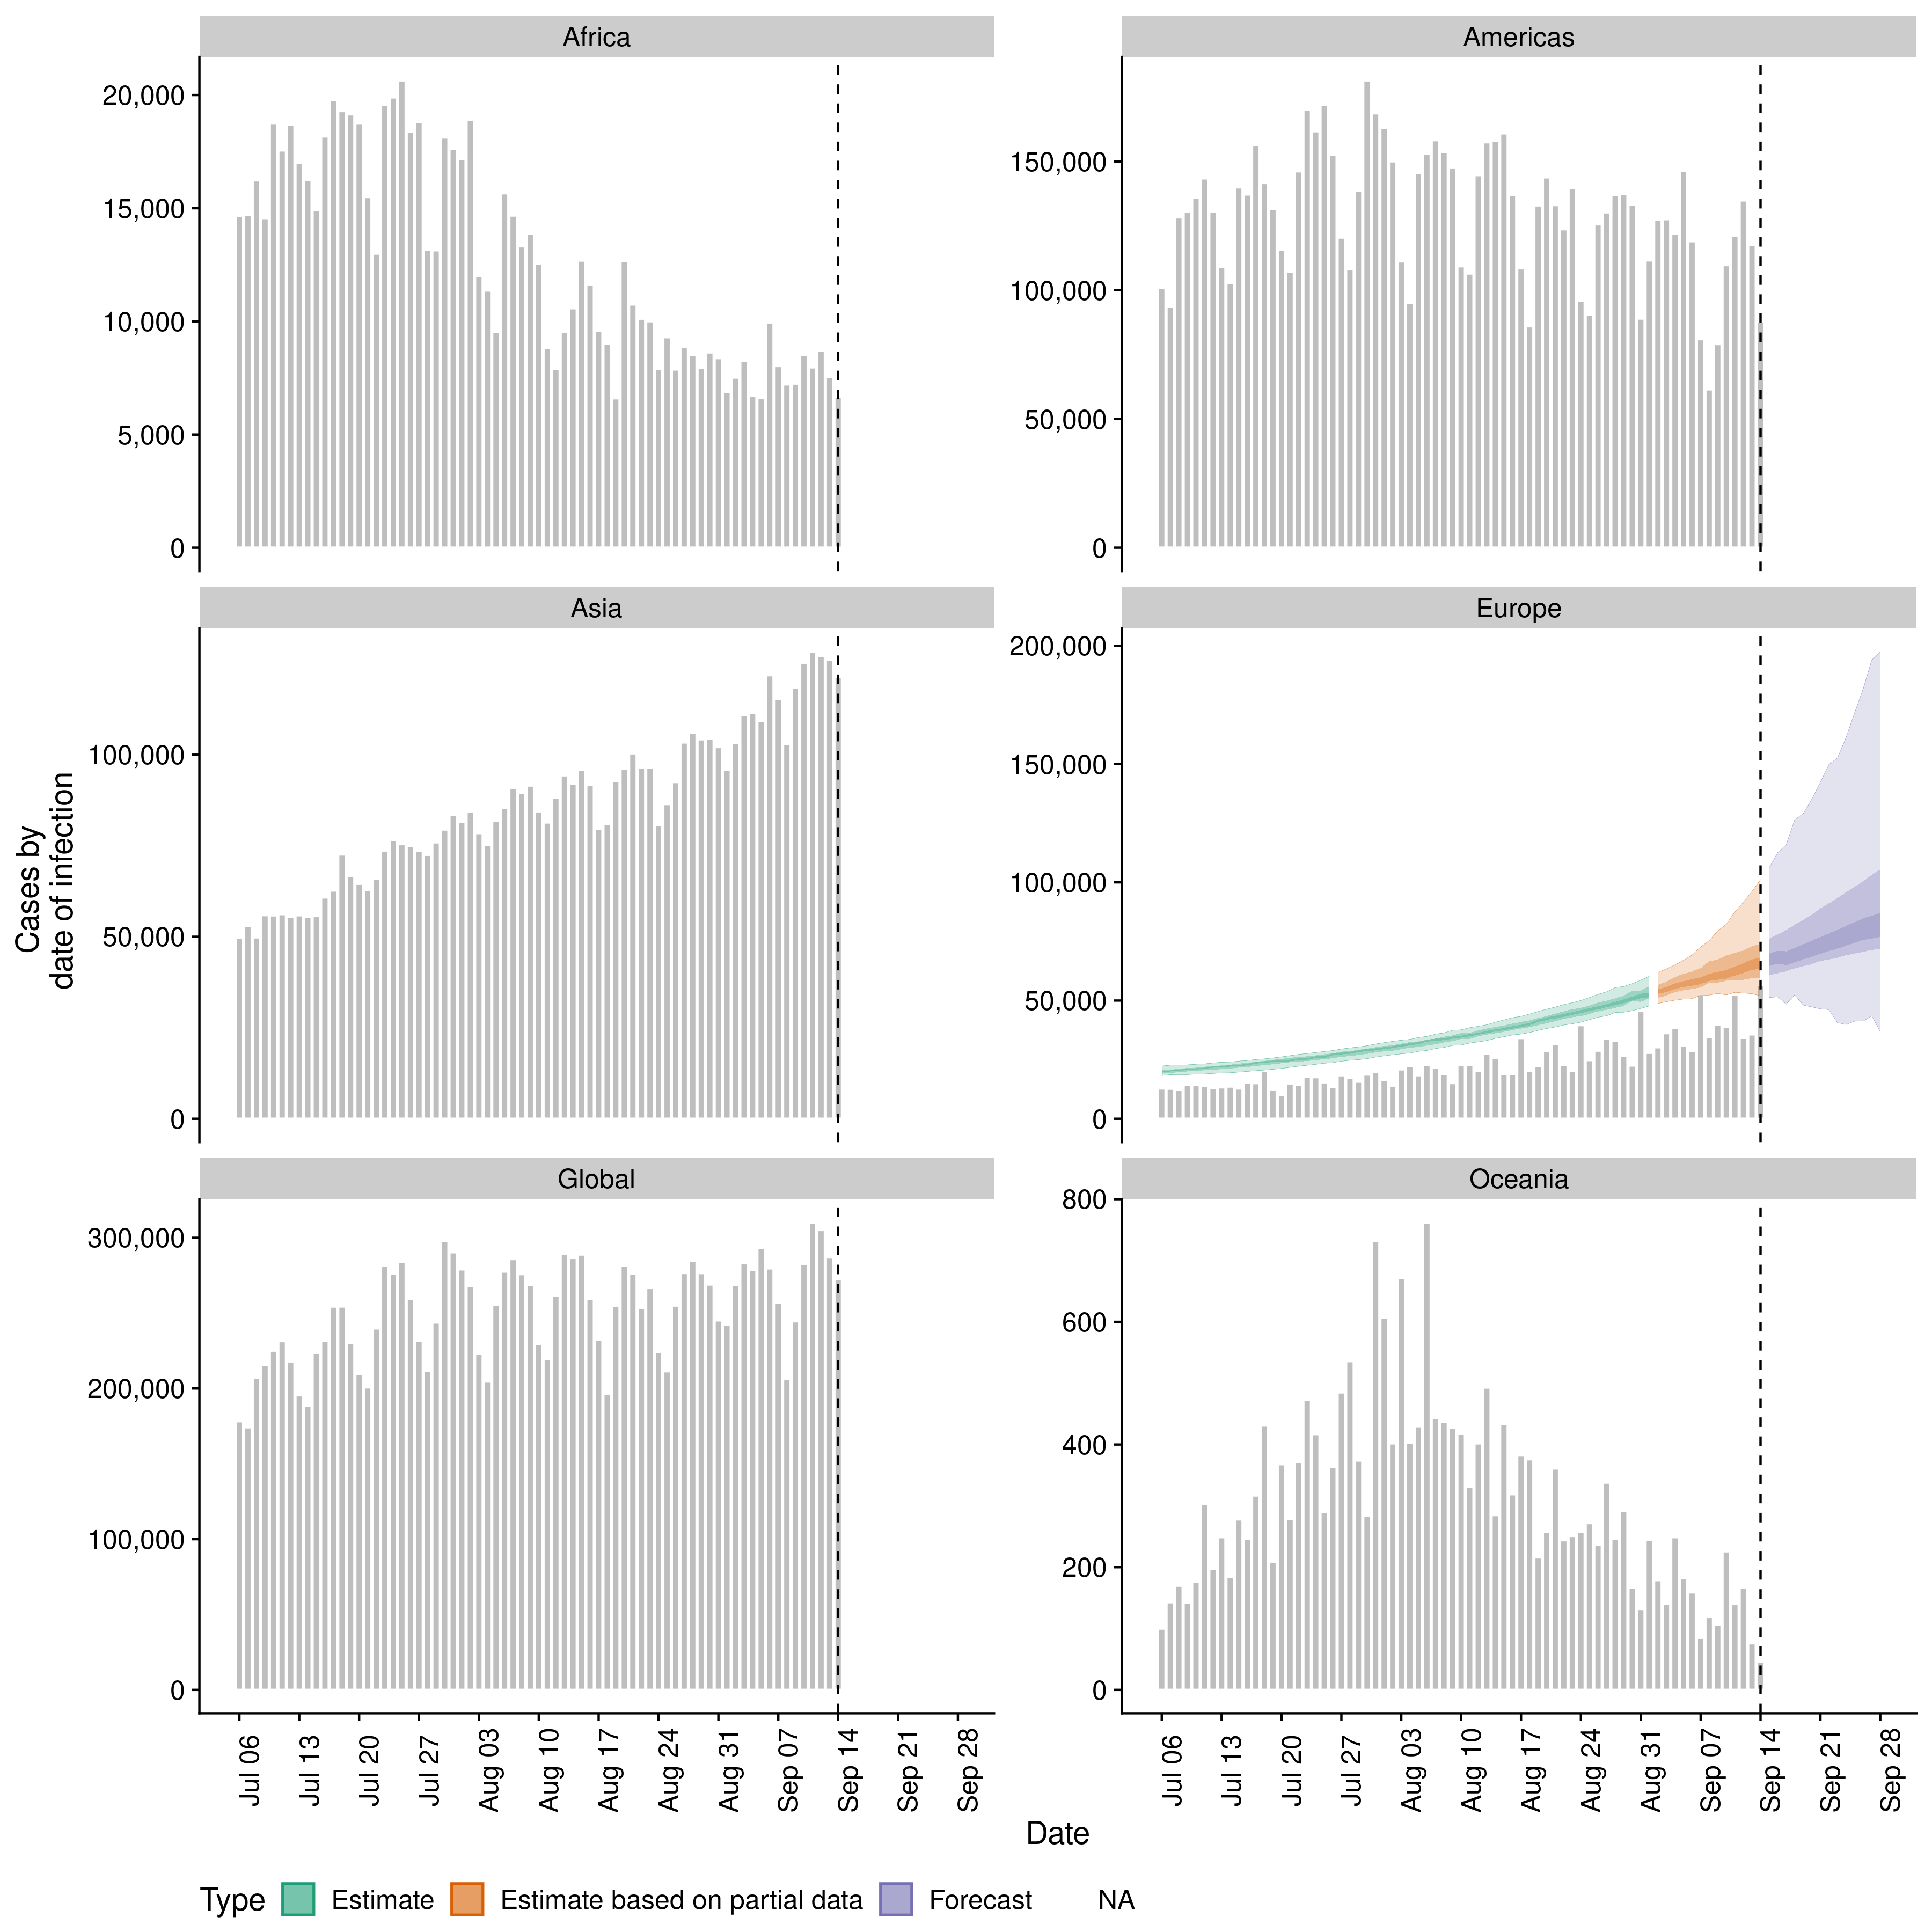 Africa
Americas
20,000
15,000
10,000
5,000
0
150,000
100,000
50,000
0
Asia
Europe
100,000
50,000
0
200,000
150,000
100,000
50,000
0
Cases by
date of infection
Global
Oceania
300,000
200,000
100,000
0
800
600
400
200
0
Jul 06
Jul 13
Jul 20
Jul 27
Aug 03
Aug 10
Aug 17
Aug 24
Aug 31
Sep 07
Sep 14
Sep 21
Sep 28
Jul 06
Jul 13
Jul 20
Jul 27
Aug 03
Aug 10
Aug 17
Aug 24
Aug 31
Sep 07
Sep 14
Sep 21
Sep 28
Date
Type Estimate Estimate based on partial data Forecast NA